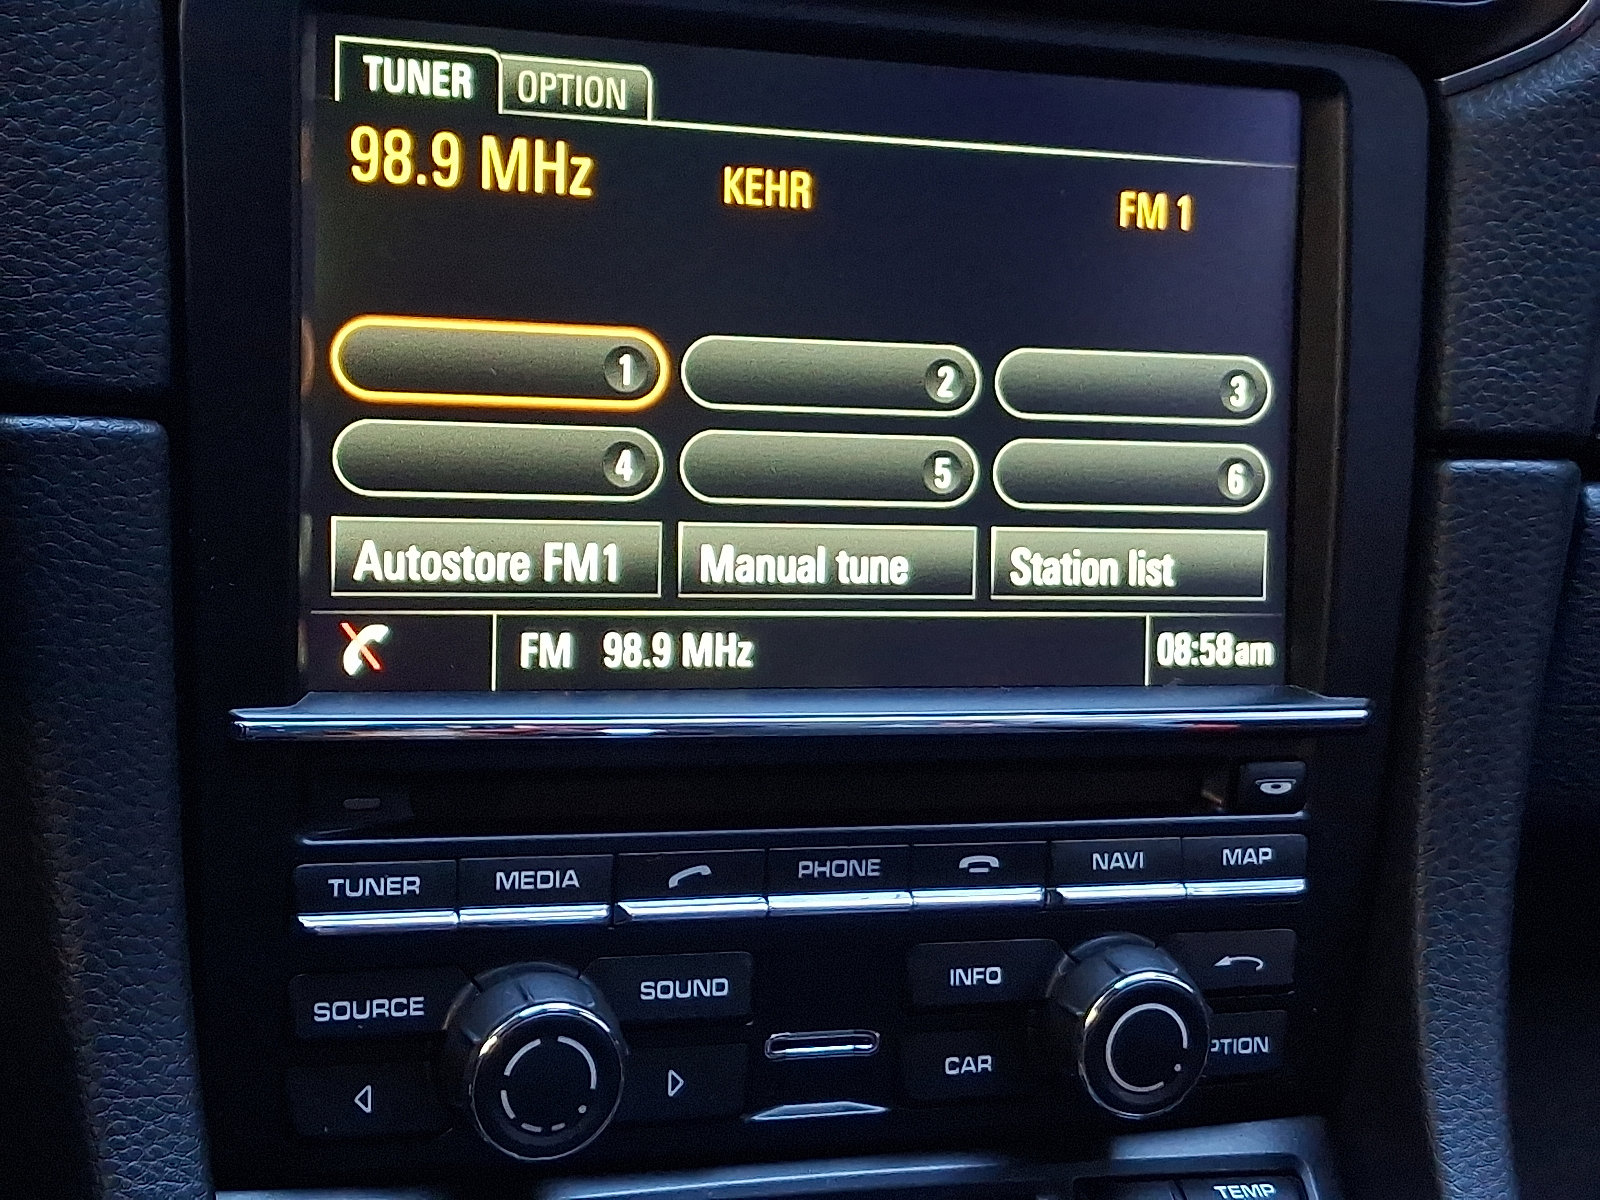 TUNER OPTION
98.9 MHz KEHR FM 1
1 2 3
4 5 6
Autostore FM1 Manual tune Station list
FM 98.9 MHz 08:58am
TUNER MEDIA PHONE NAVI MAP
SOURCE SOUND INFO
CAR PTION
TEMP